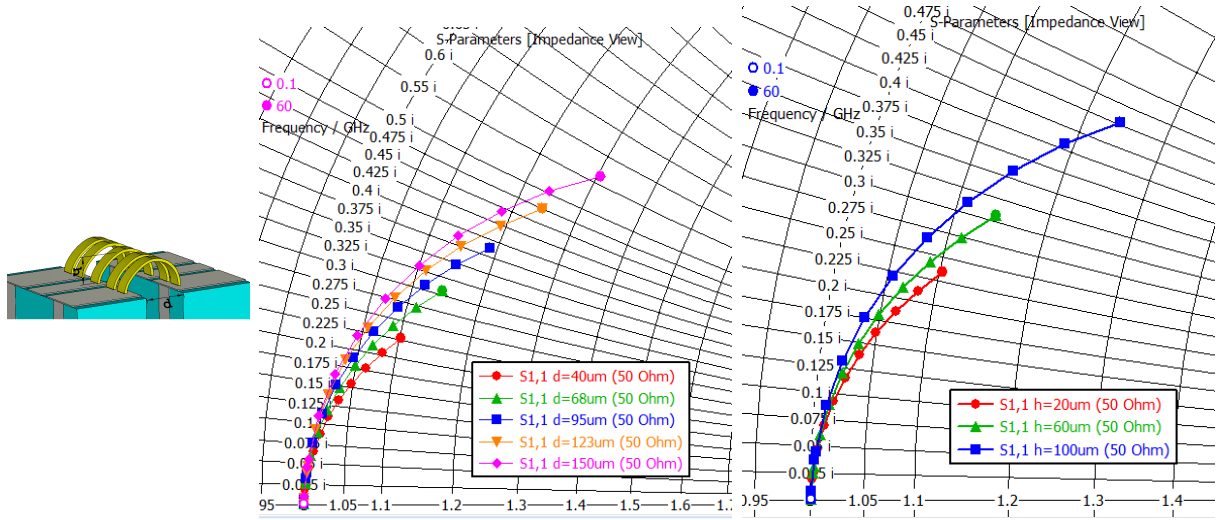 d
S-Parameters [Impedance View]
0.6 i
0.1
0.55 i
60
0.5 i
Frequency / GHz
0.475 i
0.45 i
0.425 i
0.4 i
0.375 i
0.35 i
0.325 i
0.3 i
0.275 i
0.25 i
0.225 i
0.2 i
0.175 i
0.15 i
0.125 i
0.1 i
S1,1 d=40um (50 Ohm)
S1,1 d=68um (50 Ohm)
S1,1 d=95um (50 Ohm)
S1,1 d=123um (50 Ohm)
S1,1 d=150um (50 Ohm)
95 1 1.05 1.1 1.2 1.3 1.4 1.5 1.6 1.7
0.475 i
S-Parameters [Impedance View]
0.45 i
0.425 i
0.1
0.4 i
60
0.375 i
Frequency / GHz
0.35 i
0.325 i
0.3 i
0.275 i
0.25 i
0.225 i
0.2 i
0.175 i
0.15 i
0.125 i
0.1 i
0.075 i
0.05 i
S1,1 h=20um (50 Ohm)
S1,1 h=60um (50 Ohm)
S1,1 h=100um (50 Ohm)
0.95 1 1.05 1.1 1.2 1.3 1.4